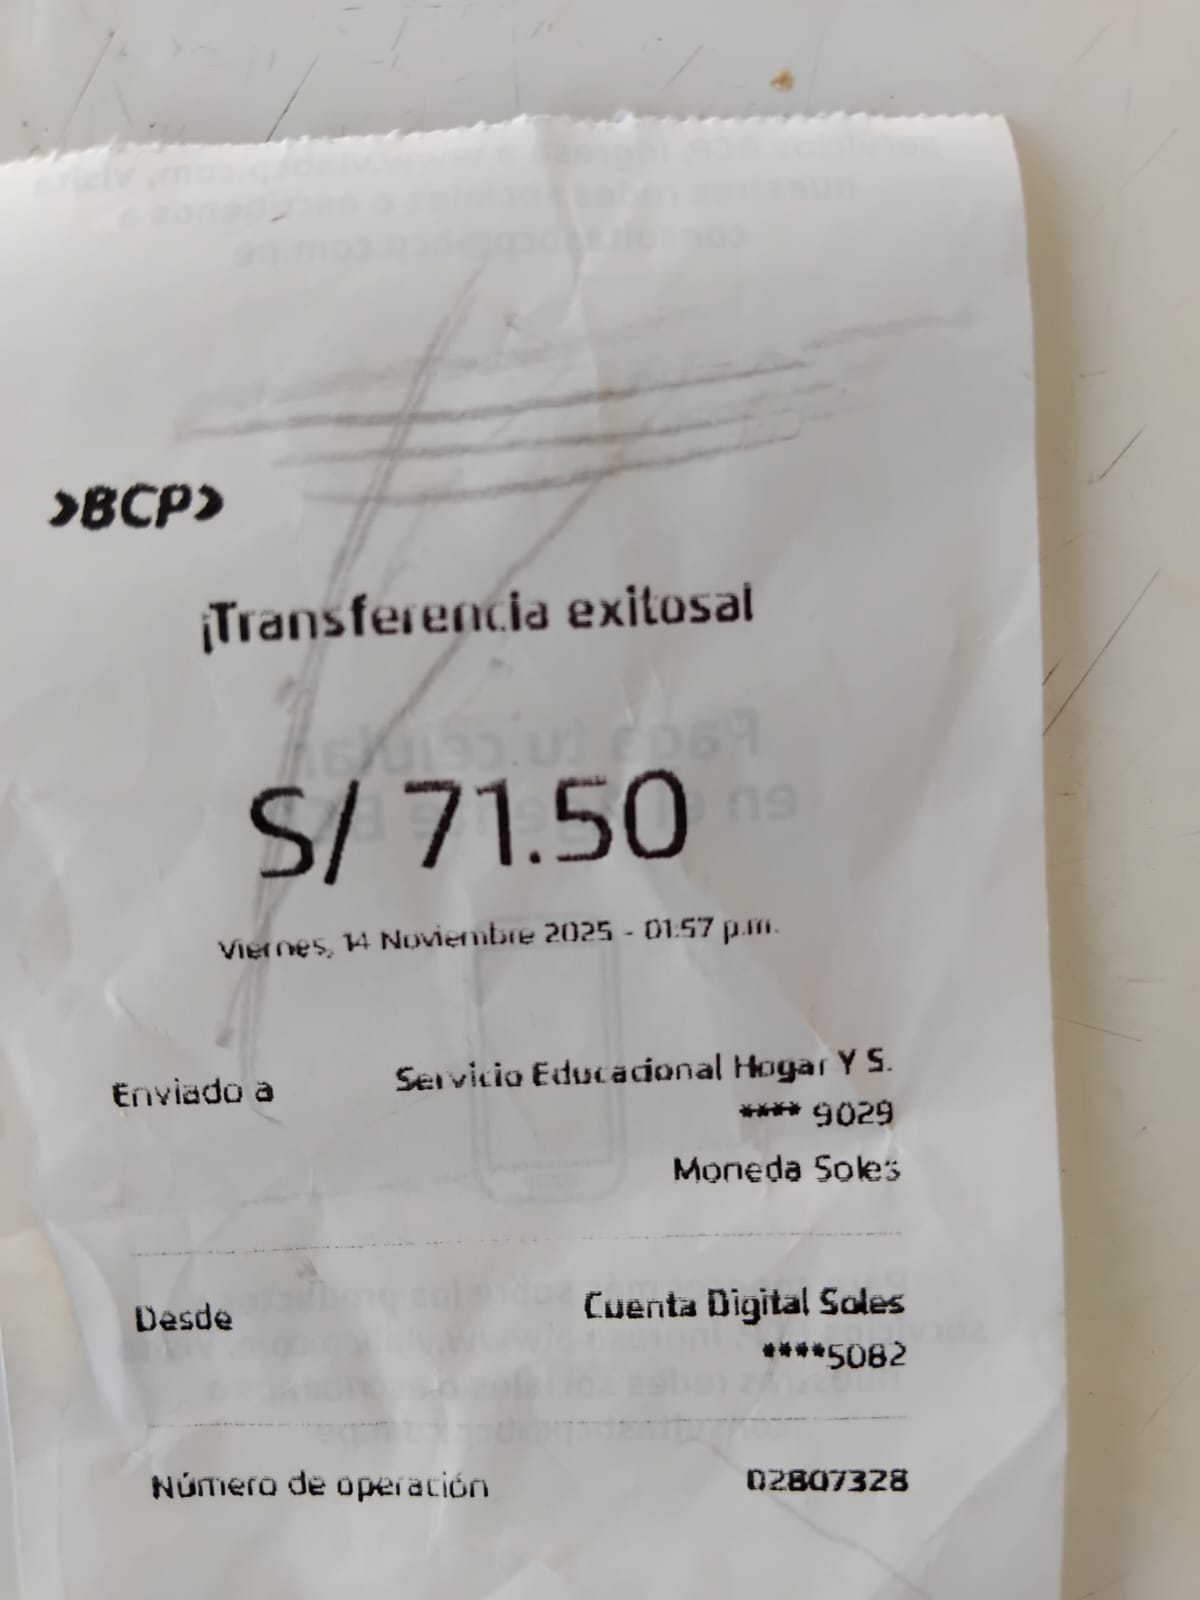 BCP
¡Transferencia exitosa!
S/ 71.50
Viernes, 14 Noviembre 2025 - 01:57 p.m.
Enviado a Servicio Educacional Hogar Y S.
**** 9029
Moneda Soles
Desde Cuenta Digital Soles
****5082
Número de operación 02807328